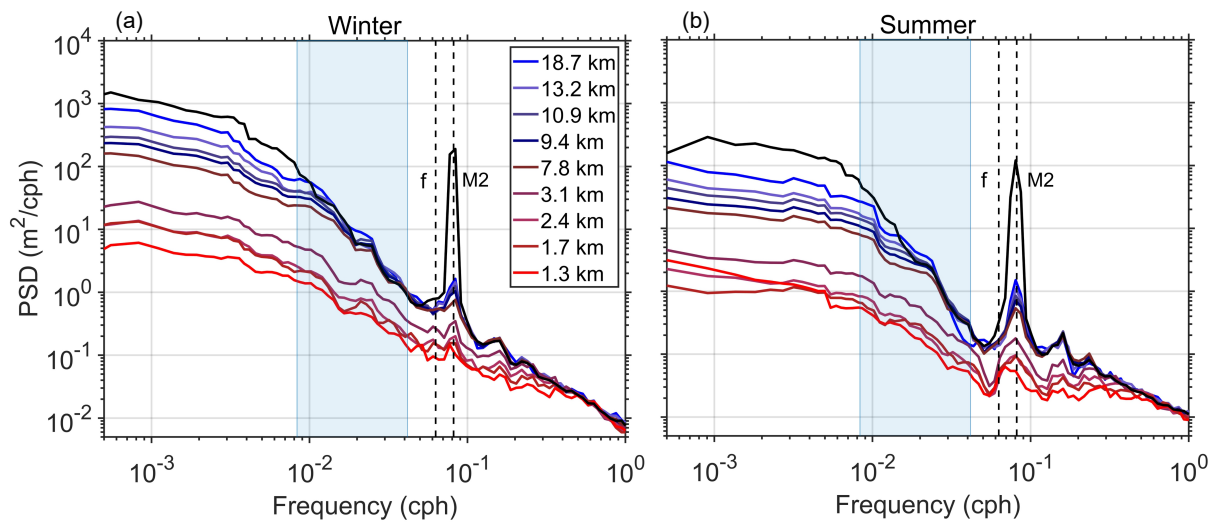 (a)
Winter
10^4
10^3
10^2
10^1
10^0
10^-1
10^-2
PSD (m^2/cph)
18.7 km
13.2 km
10.9 km
9.4 km
7.8 km
3.1 km
2.4 km
1.7 km
1.3 km
f
M2
10^-3
10^-2
10^-1
10^0
Frequency (cph)
(b)
Summer
f
M2
10^-3
10^-2
10^-1
10^0
Frequency (cph)